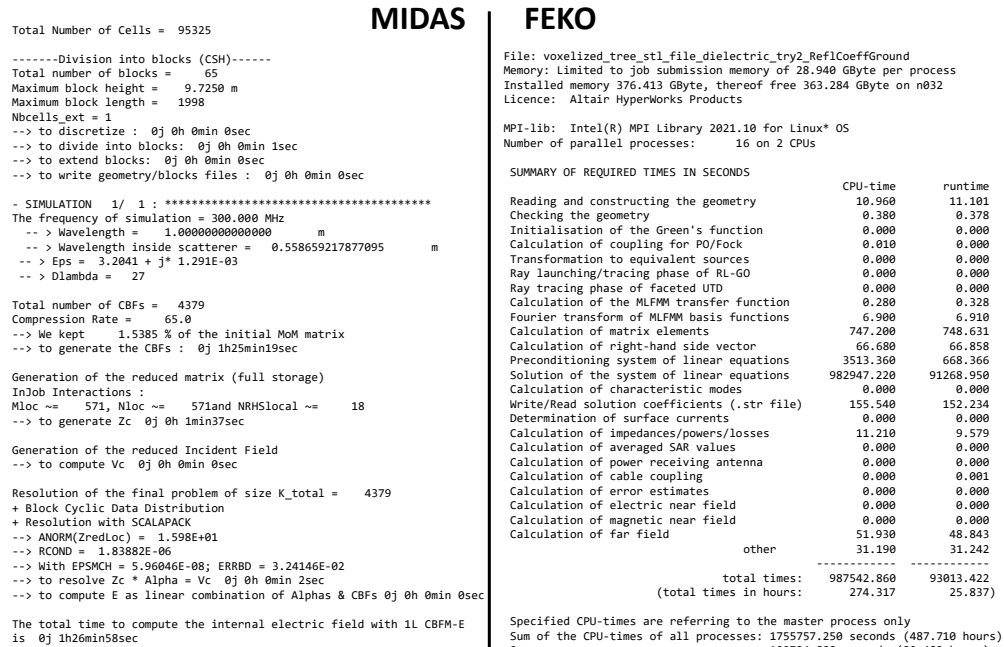 MIDAS
Total Number of Cells = 95325
-------Division into blocks (CSH)------
Total number of blocks = 65
Maximum block height = 9.7250 m
Maximum block length = 1998
Nbcells_ext = 1
--> to discretize : 0j 0h 0min 0sec
--> to divide into blocks: 0j 0h 0min 1sec
--> to extend blocks: 0j 0h 0min 0sec
--> to write geometry/blocks files : 0j 0h 0min 0sec
- SIMULATION 1/ 1 : ****************************************
The frequency of simulation = 300.000 MHz
-- > Wavelength = 1.00000000000000 m
-- > Wavelength inside scatterer = 0.558659217877095 m
-- > Eps = 3.2041 + j* 1.291E-03
-- > Dlambda = 27
Total number of CBFs = 4379
Compression Rate = 65.0
--> We kept 1.5385 % of the initial MoM matrix
--> to generate the CBFs : 0j 1h25min19sec
Generation of the reduced matrix (full storage)
InJob Interactions :
Mloc ~= 571, Nloc ~= 571and NRHSlocal ~= 18
--> to generate Zc 0j 0h 1min37sec
Generation of the reduced Incident Field
--> to compute Vc 0j 0h 0min 0sec
Resolution of the final problem of size K_total = 4379
+ Block Cyclic Data Distribution
+ Resolution with SCALAPACK
--> ANORM(ZredLoc) = 1.598E+01
--> RCOND = 1.83882E-06
--> With EPSMCH = 5.96046E-08; ERRBD = 3.24146E-02
--> to resolve Zc * Alpha = Vc 0j 0h 0min 2sec
--> to compute E as linear combination of Alphas & CBFs 0j 0h 0min 0sec
The total time to compute the internal electric field with 1L CBFM-E
is 0j 1h26min58sec
FEKO
File: voxelized_tree_stl_file_dielectric_try2_ReflCoeffGround
Memory: Limited to job submission memory of 28.940 GByte per process
Installed memory 376.413 GByte, thereof free 363.284 GByte on n032
Licence: Altair HyperWorks Products
MPI-lib: Intel(R) MPI Library 2021.10 for Linux* OS
Number of parallel processes: 16 on 2 CPUs
SUMMARY OF REQUIRED TIMES IN SECONDS
CPU-time runtime
Reading and constructing the geometry 10.960 11.101
Checking the geometry 0.380 0.378
Initialisation of the Green's function 0.000 0.000
Calculation of coupling for PO/Fock 0.010 0.000
Transformation to equivalent sources 0.000 0.000
Ray launching/tracing phase of RL-GO 0.000 0.000
Ray tracing phase of faceted UTD 0.000 0.000
Calculation of the MLFMM transfer function 0.280 0.328
Fourier transform of MLFMM basis functions 6.900 6.910
Calculation of matrix elements 747.200 748.631
Calculation of right-hand side vector 66.680 66.858
Preconditioning system of linear equations 3513.360 668.366
Solution of the system of linear equations 982947.220 91268.950
Calculation of characteristic modes 0.000 0.000
Write/Read solution coefficients (.str file) 155.540 152.234
Determination of surface currents 0.000 0.000
Calculation of impedances/powers/losses 11.210 9.579
Calculation of averaged SAR values 0.000 0.000
Calculation of power receiving antenna 0.000 0.000
Calculation of cable coupling 0.000 0.001
Calculation of error estimates 0.000 0.000
Calculation of electric near field 0.000 0.000
Calculation of magnetic near field 0.000 0.000
Calculation of far field 51.930 48.843
other 31.190 31.242
------------ ------------
total times: 987542.860 93013.422
(total times in hours: 274.317 25.837)
Specified CPU-times are referring to the master process only
Sum of the CPU-times of all processes: 1755757.250 seconds (487.710 hours)